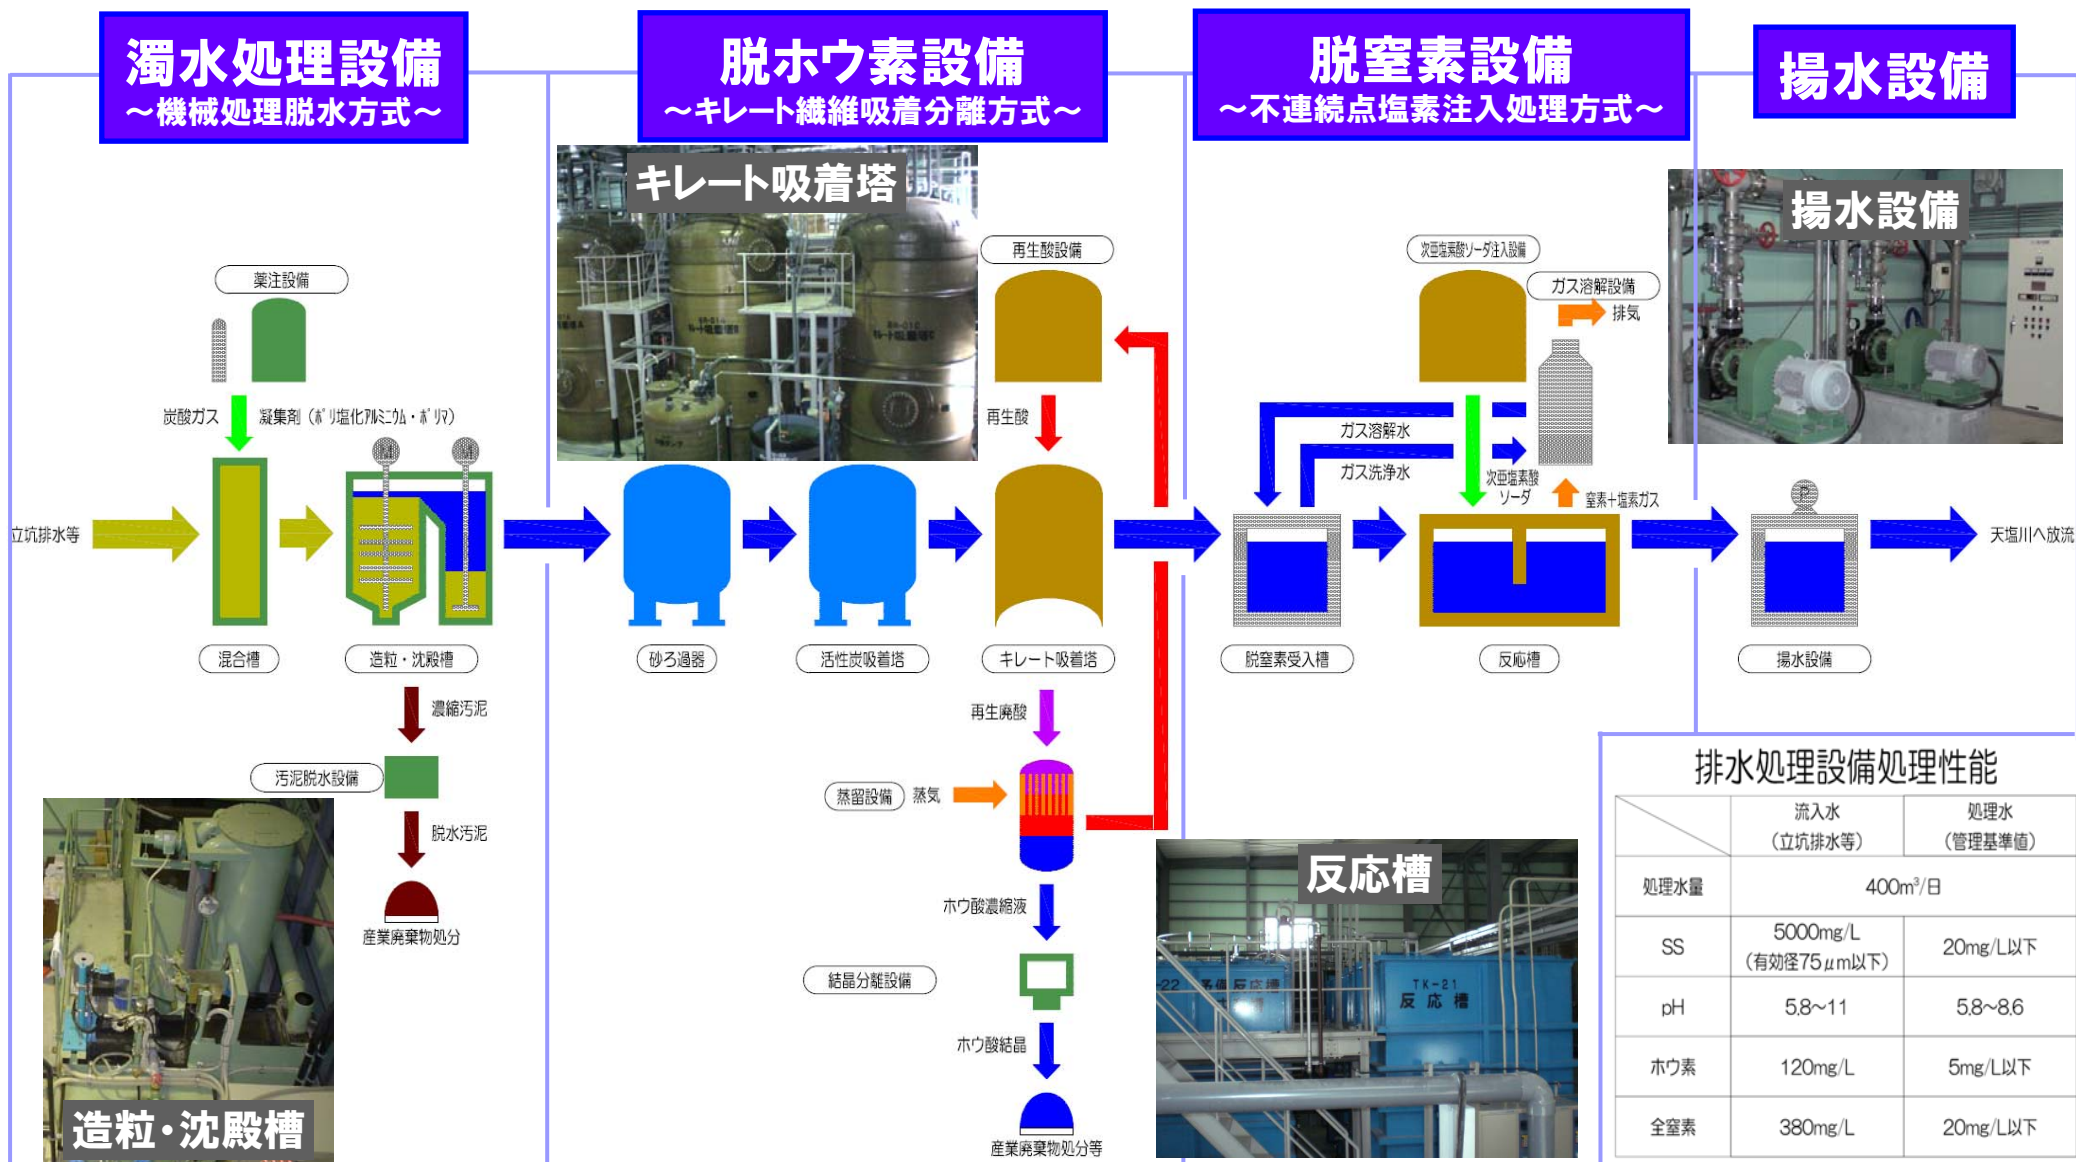 濁水処理設備
～機械処理脱水方式～
脱ホウ素設備
～キレート繊維吸着分離方式～
脱窒素設備
～不連続点塩素注入処理方式～
揚水設備
薬注設備
炭酸ガス
凝集剤（ﾎﾟﾘ塩化ｱﾙﾐﾆｳﾑ・ﾎﾟﾘﾏ）
M
M
立坑排水等
混合槽
造粒・沈殿槽
濃縮汚泥
汚泥脱水設備
脱水汚泥
産業廃棄物処分
造粒・沈殿槽
キレート吸着塔
再生酸設備
再生酸
砂ろ過器
活性炭吸着塔
キレート吸着塔
再生廃酸
蒸留設備
蒸気
ホウ酸濃縮液
結晶分離設備
ホウ酸結晶
産業廃棄物処分等
次亜塩素酸ソーダ注入設備
ガス溶解設備
排気
ガス溶解水
ガス洗浄水
次亜塩素酸
ソーダ
窒素＋塩素ガス
脱窒素受入槽
反応槽
反応槽
-22 予備反応槽
TK-21
反応槽
揚水設備
P
天塩川へ放流
揚水設備
排水処理設備処理性能
流入水
（立坑排水等）
処理水
（管理基準値）
処理水量 400m³/日
SS 5000mg/L
（有効径75μm以下） 20mg/L以下
pH 5.8～11 5.8～8.6
ホウ素 120mg/L 5mg/L以下
全窒素 380mg/L 20mg/L以下